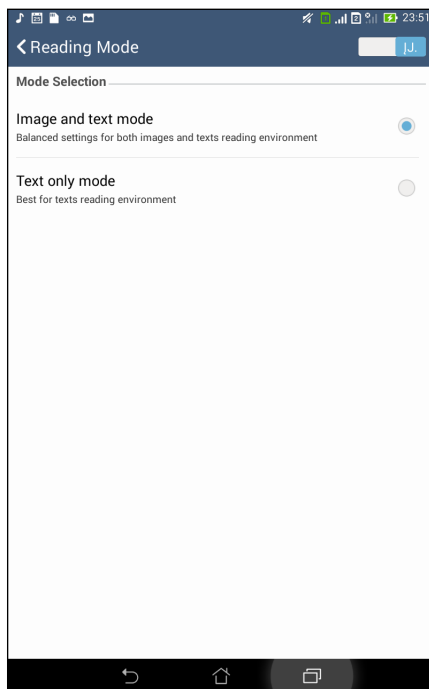 23:51
Reading Mode
Mode Selection
Image and text mode
Balanced settings for both images and texts reading environment
Text only mode
Best for texts reading environment